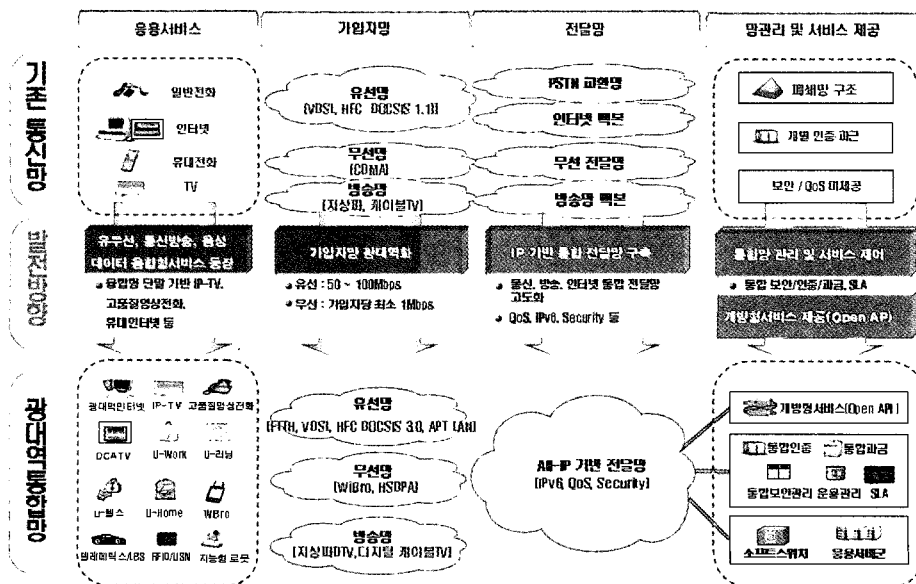 응용서비스
가입자망
전달망
망관리 및 서비스 제공
기존 통신망
일반전화
인터넷
휴대전화
TV
유선망
(VDSL, HFC DOCSIS 1.1)
무선망
(CDMA)
방송망
(지상파, 케이블TV)
PSTN 교환망
인터넷 백본
무선 전달망
방송망 백본
폐쇄망 구조
개별 인증 과근
보안 / QoS 미제공
발전방향
유무선, 통신방송, 음성
데이터 융합형서비스 등장
융합형 단말 기반 IP-TV,
고품질영상전화,
휴대인터넷 등
가입자망 광대역화
유선 : 50 ~ 100Mbps
무선 : 가입자당 최소 1Mbps
IP 기반 통합 전달망 구축
통신, 방송, 인터넷 통합 전달망
고도화
QoS, IPv6, Security 등
통합망 관리 및 서비스 제어
통합 보안/인증/과금, SLA
개방형서비스 제공(Open API)
광대역통합망
광대역인터넷
IP-TV
고품질영상전화
DCATV
U-Work
U-러닝
u-헬스
U-Home
WiBro
텔레매틱스/LBS
RFID/USN
지능형 로봇
유선망
(FTTH, VDSL, HFC DOCSIS 3.0, APT LAN)
무선망
(WiBro, HSDPA)
방송망
(지상파DTV,디지털 케이블TV)
All-IP 기반 전달망
(IPv6, QoS, Security)
개방형서비스(Open API)
통합인증
통합과금
통합보안관리
운용관리
SLA
소프트스위치
응용서버군